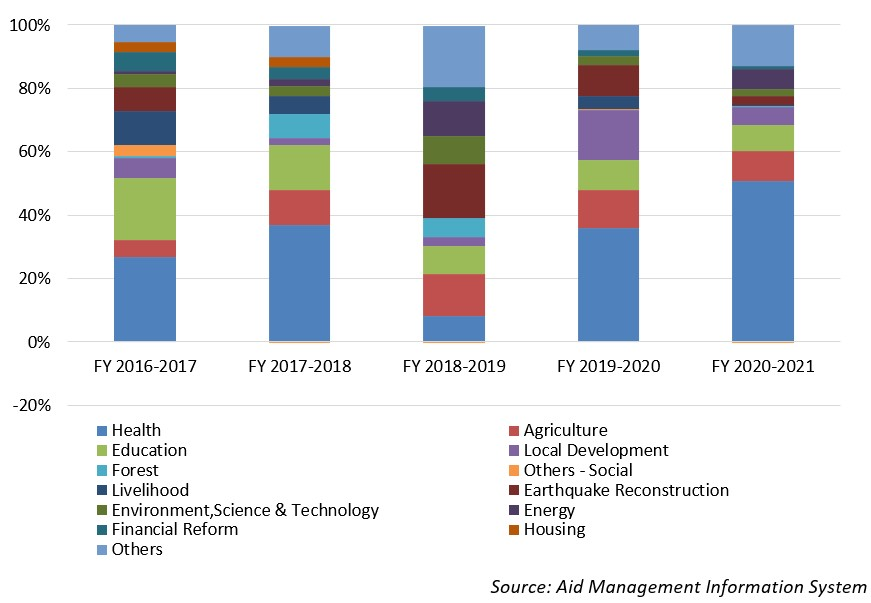 100%
80%
60%
40%
20%
0%
-20%
FY 2016-2017 FY 2017-2018 FY 2018-2019 FY 2019-2020 FY 2020-2021
Health Agriculture
Education Local Development
Forest Others - Social
Livelihood Earthquake Reconstruction
Environment,Science & Technology Energy
Financial Reform Housing
Others
Source: Aid Management Information System